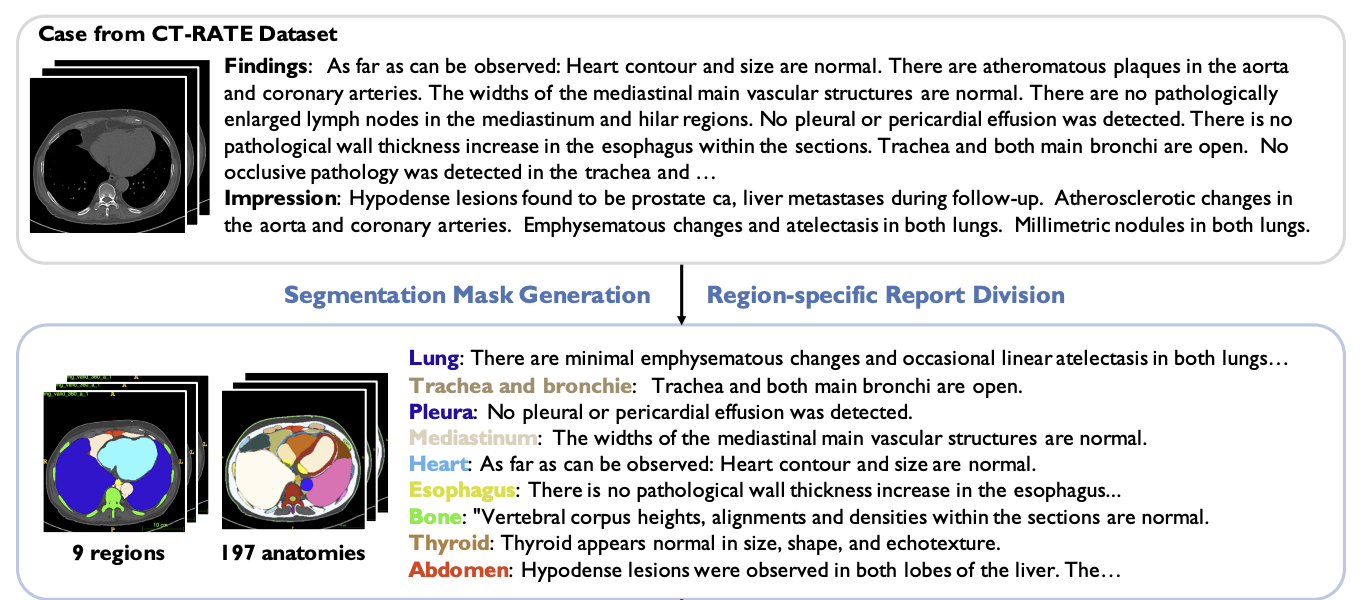 Case from CT-RATE Dataset
Findings: As far as can be observed: Heart contour and size are normal. There are atheromatous plaques in the aorta
and coronary arteries. The widths of the mediastinal main vascular structures are normal. There are no pathologically
enlarged lymph nodes in the mediastinum and hilar regions. No pleural or pericardial effusion was detected. There is no
pathological wall thickness increase in the esophagus within the sections. Trachea and both main bronchi are open. No
occlusive pathology was detected in the trachea and …
Impression: Hypodense lesions found to be prostate ca, liver metastases during follow-up. Atherosclerotic changes in
the aorta and coronary arteries. Emphysematous changes and atelectasis in both lungs. Millimetric nodules in both lungs.
Segmentation Mask Generation
Region-specific Report Division
Lung: There are minimal emphysematous changes and occasional linear atelectasis in both lungs…
Trachea and bronchie: Trachea and both main bronchi are open.
Pleura: No pleural or pericardial effusion was detected.
Mediastinum: The widths of the mediastinal main vascular structures are normal.
Heart: As far as can be observed: Heart contour and size are normal.
Esophagus: There is no pathological wall thickness increase in the esophagus...
Bone: "Vertebral corpus heights, alignments and densities within the sections are normal.
Thyroid: Thyroid appears normal in size, shape, and echotexture.
Abdomen: Hypodense lesions were observed in both lobes of the liver. The…
10 cm
9 regions
197 anatomies